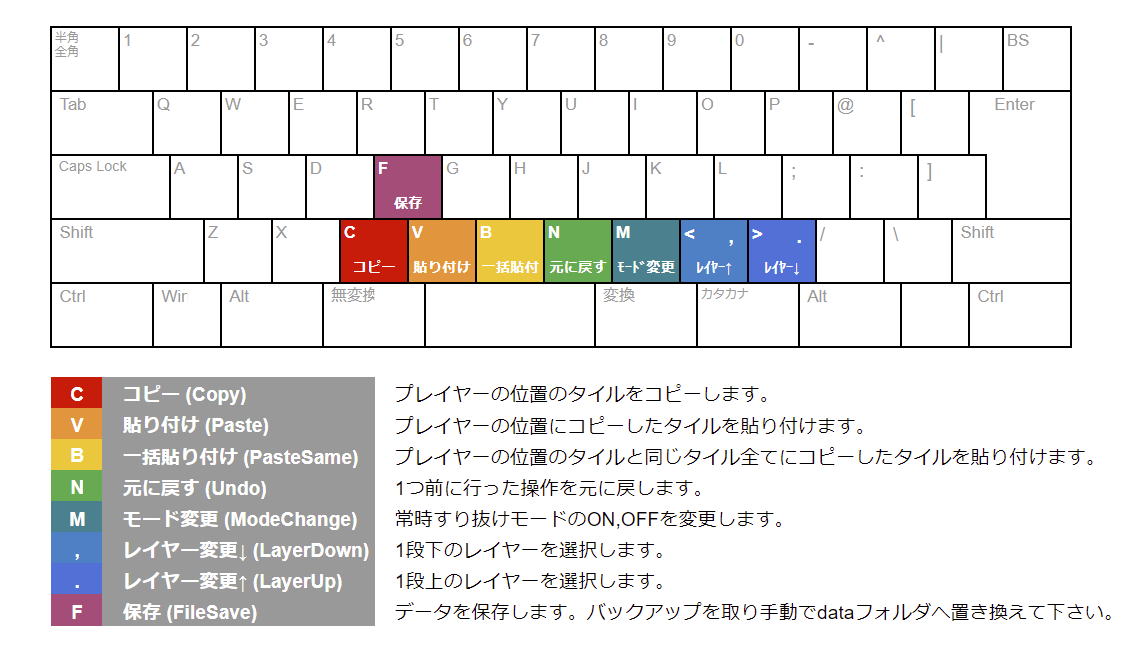 半角
全角
1 2 3 4 5 6 7 8 9 0 - ^ | BS
Tab Q W E R T Y U I O P @ [ Enter
Caps Lock A S D F G H J K L ; : ]
保存
Shift Z X C V B N M < , > . / \ Shift
コピー 貼り付け 一括貼付 元に戻す ﾓｰﾄﾞ変更 ﾚｲﾔｰ↑ ﾚｲﾔｰ↓
Ctrl Wir Alt 無変換 変換 カタカナ Alt Ctrl
C コピー (Copy) プレイヤーの位置のタイルをコピーします。
V 貼り付け (Paste) プレイヤーの位置にコピーしたタイルを貼り付けます。
B 一括貼り付け (PasteSame) プレイヤーの位置のタイルと同じタイル全てにコピーしたタイルを貼り付けます。
N 元に戻す (Undo) 1つ前に行った操作を元に戻します。
M モード変更 (ModeChange) 常時すり抜けモードのON,OFFを変更します。
, レイヤー変更↓ (LayerDown) 1段下のレイヤーを選択します。
. レイヤー変更↑ (LayerUp) 1段上のレイヤーを選択します。
F 保存 (FileSave) データを保存します。バックアップを取り手動でdataフォルダへ置き換えて下さい。